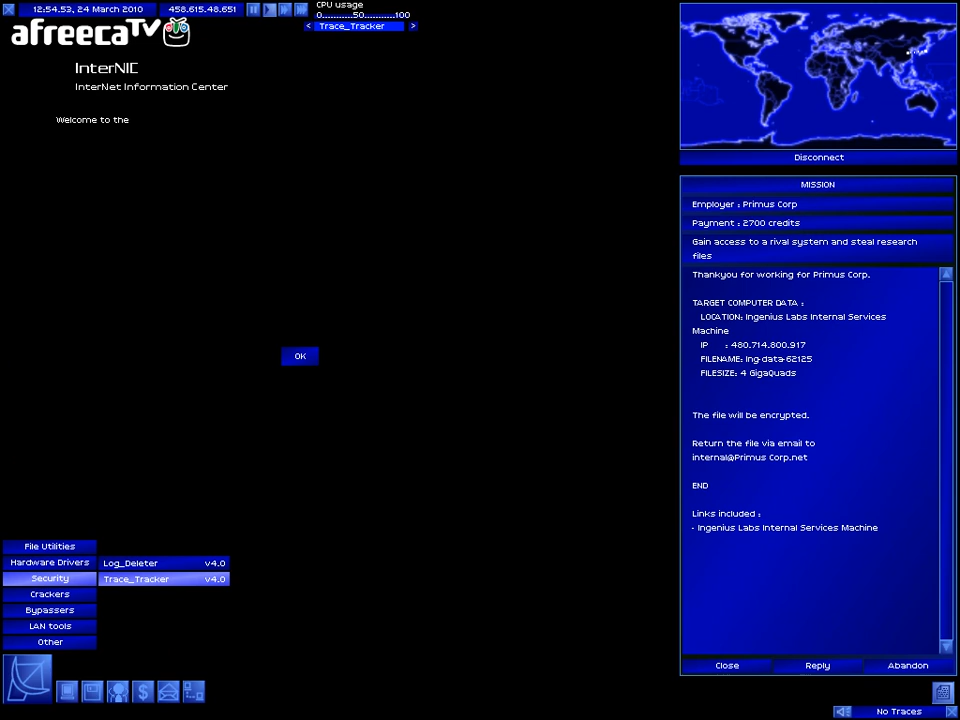 12:54.53, 24 March 2010
458.615.48.651
CPU usage
0..........50..........100
< Trace_Tracker >
afreecaTV
InterNIC
InterNet Information Center
Welcome to the
OK
Disconnect
MISSION
Employer : Primus Corp
Payment : 2700 credits
Gain access to a rival system and steal research
files
Thankyou for working for Primus Corp.
TARGET COMPUTER DATA :
LOCATION: Ingenius Labs Internal Services
Machine
IP : 480.714.800.917
FILENAME: Ing-data-62125
FILESIZE: 4 GigaQuads
The file will be encrypted.
Return the file via email to
internal@Primus Corp.net
END
Links included :
- Ingenius Labs Internal Services Machine
Close
Reply
Abandon
File Utilities
Hardware Drivers
Log_Deleter v4.0
Security
Trace_Tracker v4.0
Crackers
Bypassers
LAN tools
Other
No Traces